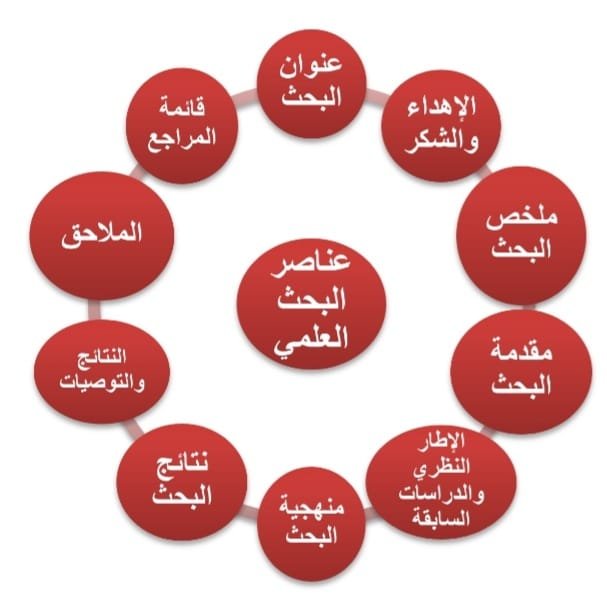 عنوان
البحث
الإهداء
والشكر
ملخص
البحث
مقدمة
البحث
الإطار
النظري
والدراسات
السابقة
منهجية
البحث
نتائج
البحث
النتائج
والتوصيات
الملاحق
قائمة
المراجع
عناصر
البحث
العلمي